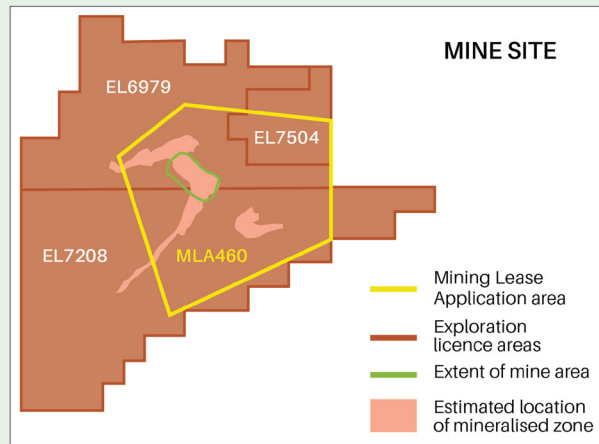 MINE SITE
EL6979
EL7504
EL7208
MLA460
Mining Lease
Application area
Exploration
licence areas
Extent of mine area
Estimated location
of mineralised zone